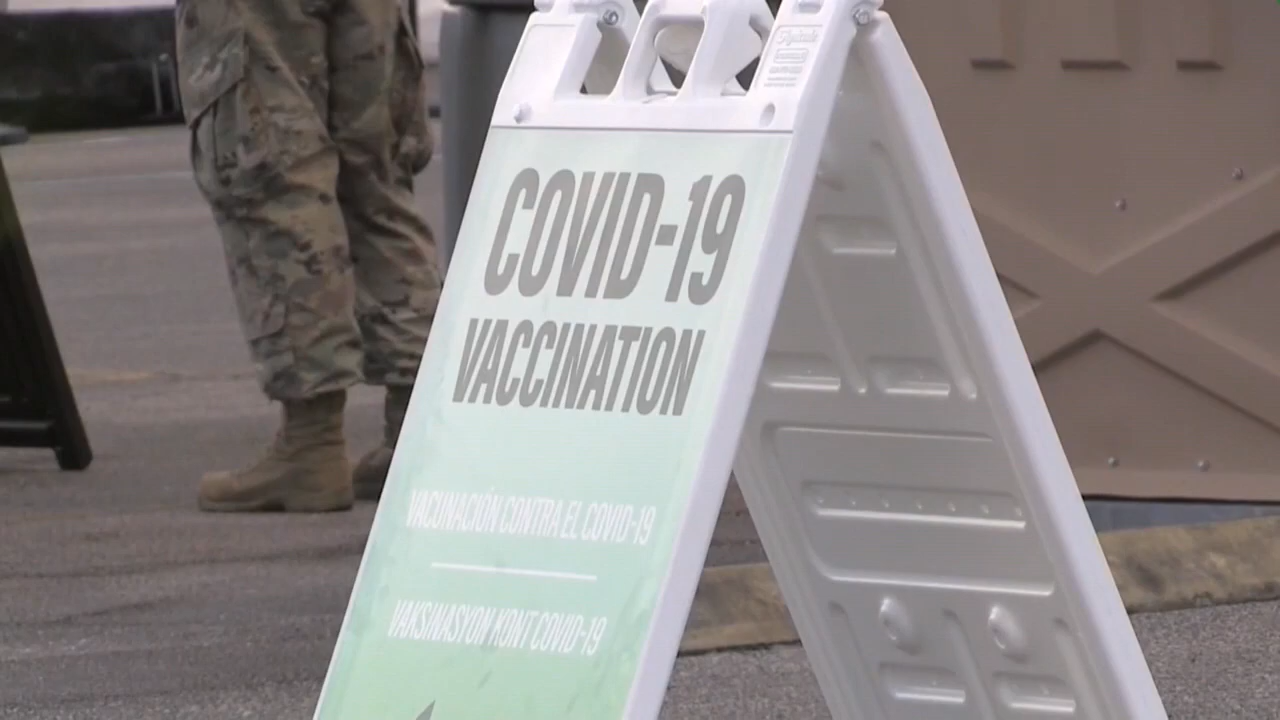 COVID-19
VACCINATION
VACUNACIÓN CONTRA EL COVID-19
VAKSINASYON KONT COVID-19